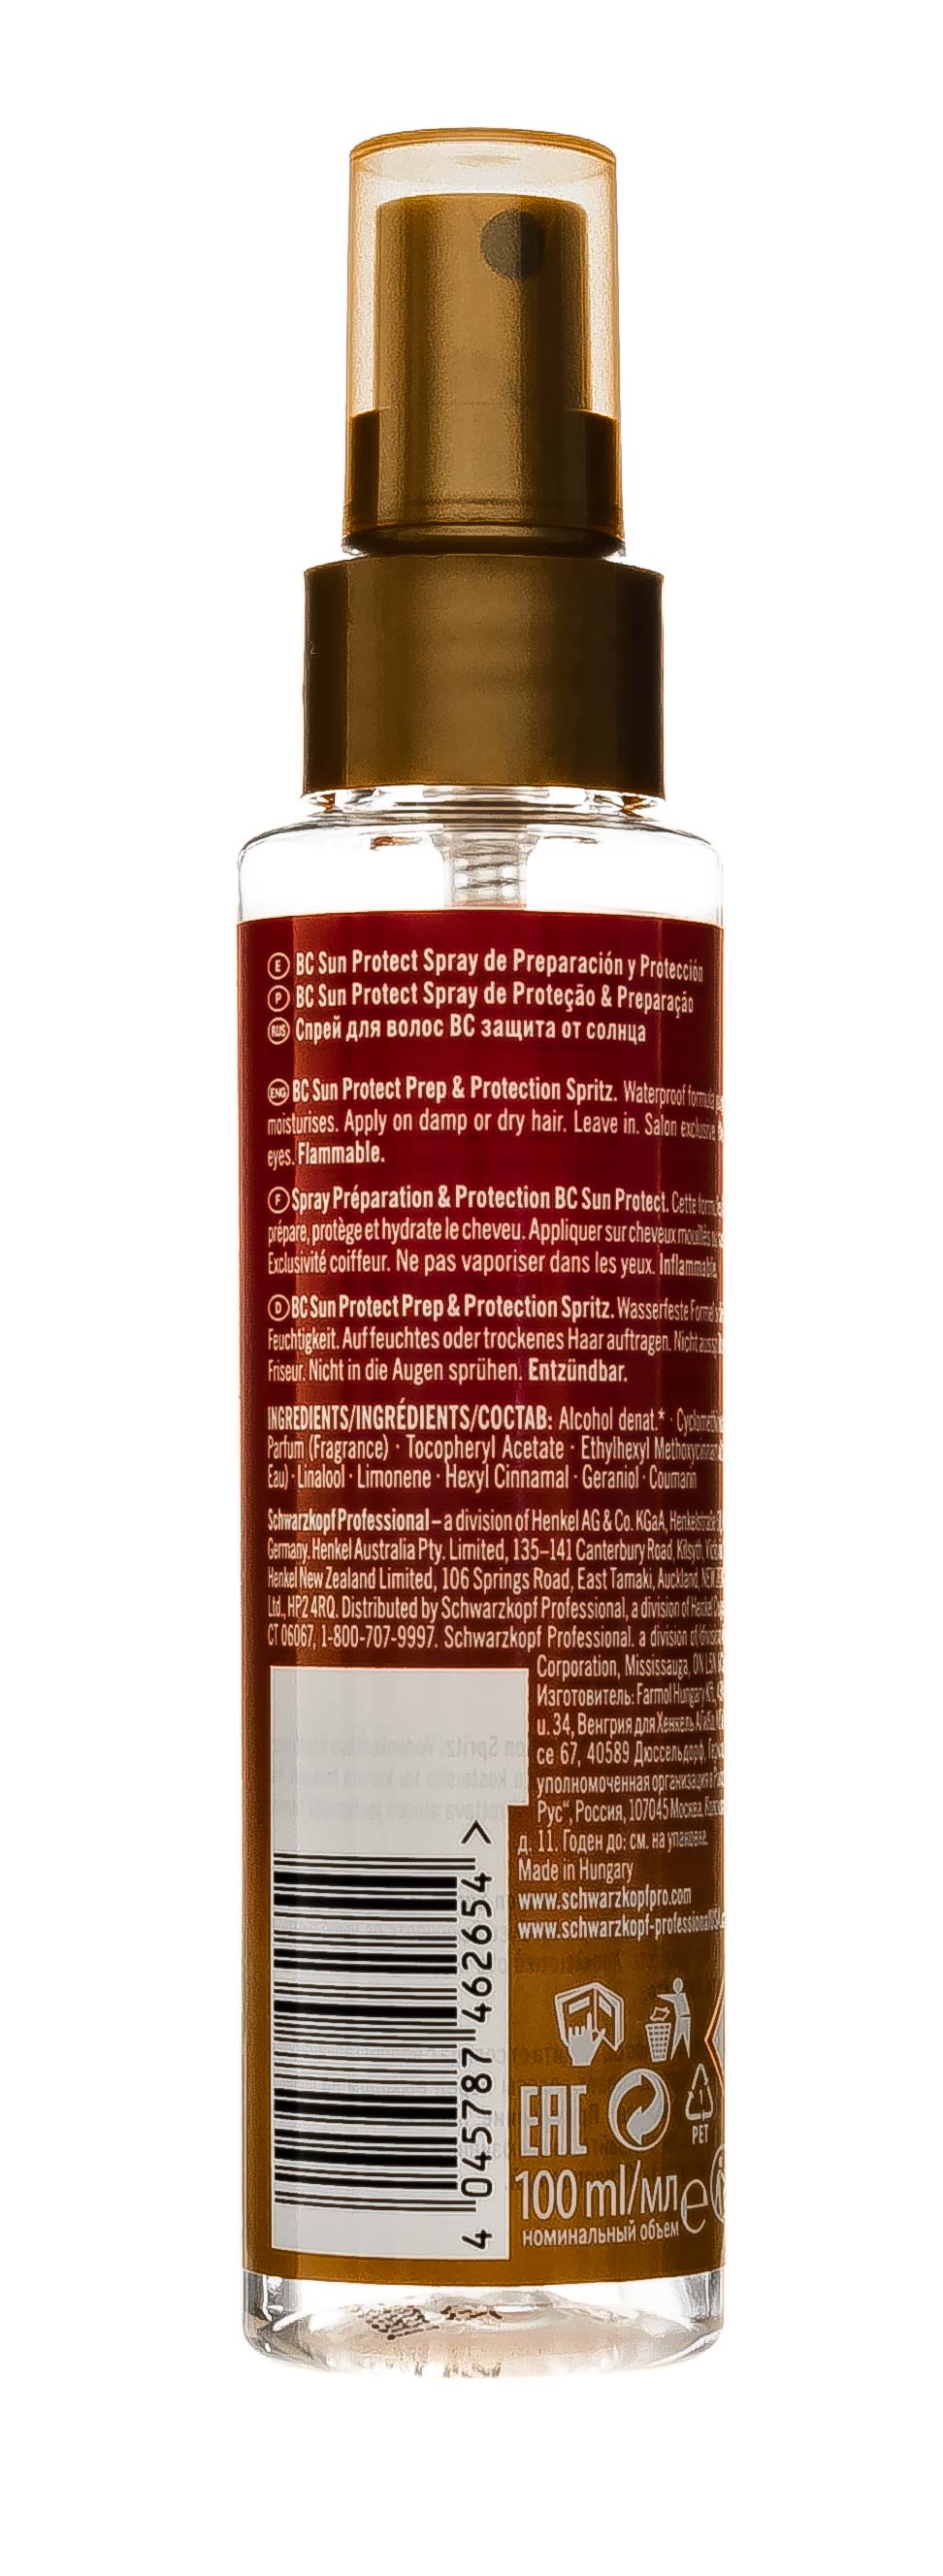 E BC Sun Protect Spray de Preparación y Protección
P BC Sun Protect Spray de Proteção & Preparação
RUS Спрей для волос BC защита от солнца
ENG BC Sun Protect Prep & Protection Spritz. Waterproof formula
moisturises. Apply on damp or dry hair. Leave in. Salon exclusive
eyes. Flammable.
F Spray Préparation & Protection BC Sun Protect. Cette
prépare, protège et hydrate le cheveu. Appliquer sur cheveux mouillés
Exclusivité coiffeur. Ne pas vaporiser dans les yeux. Inflammable.
D BC Sun Protect Prep & Protection Spritz. Wasserfeste Formel
Feuchtigkeit. Auf feuchtes oder trockenes Haar auftragen. Nicht
Friseur. Nicht in die Augen sprühen. Entzündbar.
INGREDIENTS/INGRÉDIENTS/СОСТАВ: Alcohol denat.* ·
Parfum (Fragrance) · Tocopheryl Acetate · Ethylhexyl
Eau) · Linalool · Limonene · Hexyl Cinnamal · Geraniol · Coumarin
Schwarzkopf Professional – a division of Henkel AG & Co. KGaA,
Germany. Henkel Australia Pty. Limited, 135–141 Canterbury Road, Kilsyth,
Henkel New Zealand Limited, 106 Springs Road, East Tamaki, Auckland,
Ltd., HP2 4RQ. Distributed by Schwarzkopf Professional, a division of Henkel
CT 06067, 1-800-707-9997. Schwarzkopf Professional. a division of
Corporation, Mississauga, ON
Изготовитель: Farmol Hungary
u. 34, Венгрия для Хенкель
се 67, 40589 Дюссельдорф,
уполномоченная организация в
Рус“, Россия, 107045 Москва,
д. 11. Годен до: см. на упаковке.
Made in Hungary
www.schwarzkopfpro.com
www.schwarzkopf-professional
4 045787 462654 >
EAC
1
PET
100 ml/мл e
номинальный объем